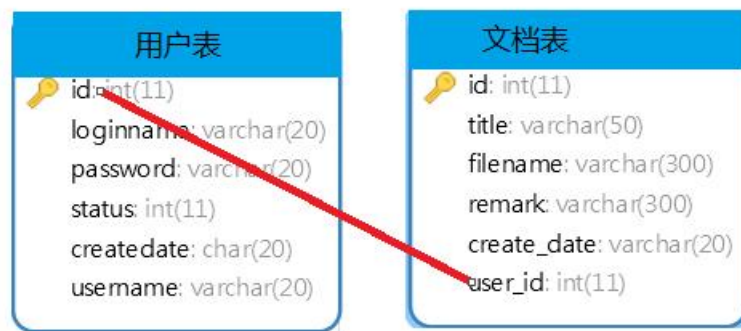 用户表
id: int(11)
loginname: varchar(20)
password: varchar(20)
status: int(11)
createdate: char(20)
username: varchar(20)
文档表
id: int(11)
title: varchar(50)
filename: varchar(300)
remark: varchar(300)
create_date: varchar(20)
user_id: int(11)